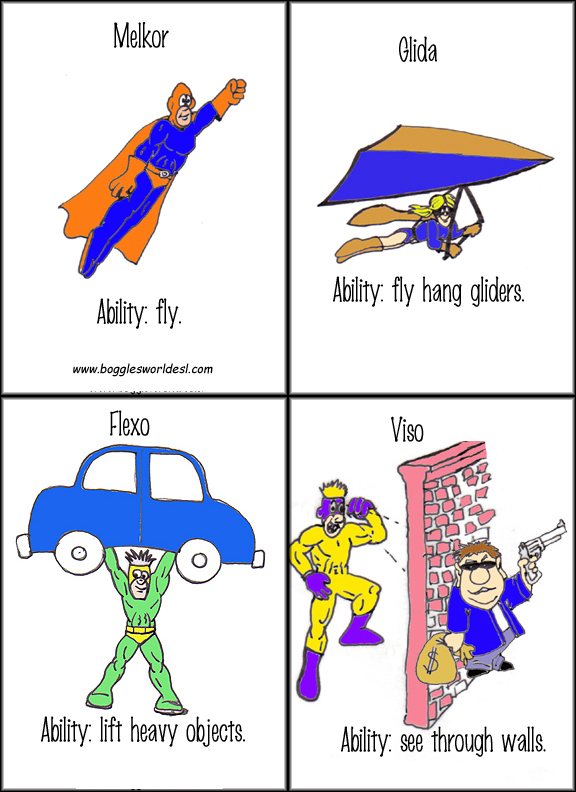 Melkor
Ability: fly.
www.bogglesworldesl.com
Glida
Ability: fly hang gliders.
Flexo
Ability: lift heavy objects.
Viso
$
Ability: see through walls.